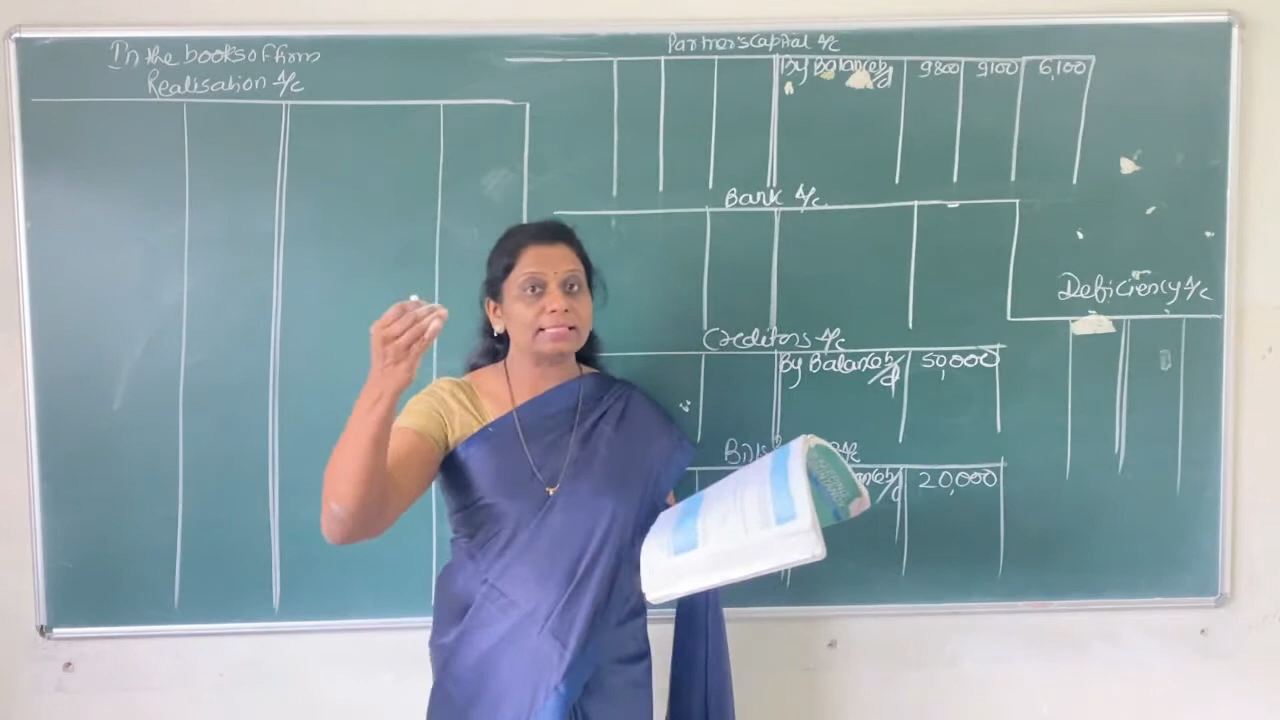 In the books of firm
Realisation A/c
Partner's Capital A/c
By Balance b/d 9800 9100 6,100
Bank A/c
Deficiency A/c
Creditors A/c
By Balance b/d 50,000
Bills
20,000